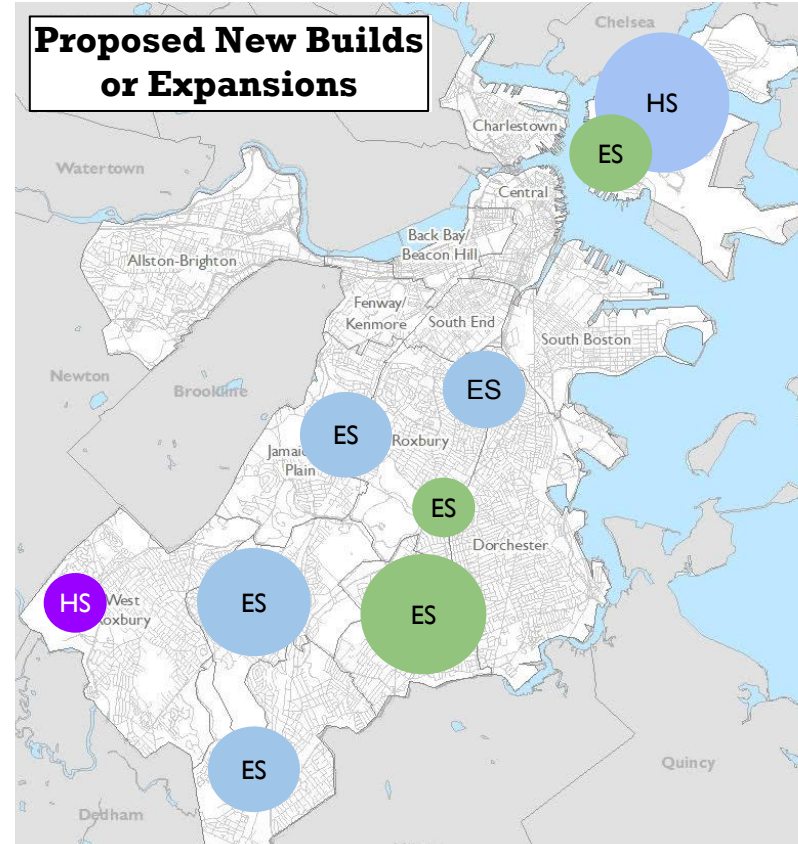 Proposed New Builds
or Expansions
Chelsea
HS
Charlestown
ES
Watertown
Central
Back Bay/
Beacon Hill
Allston-Brighton
Fenway/
Kenmore
South End
South Boston
Newton
Brookline
ES
ES
Roxbury
Jamai
Plain
ES
Dorchester
HS
West
oxbury
ES
ES
ES
Quincy
Dedham